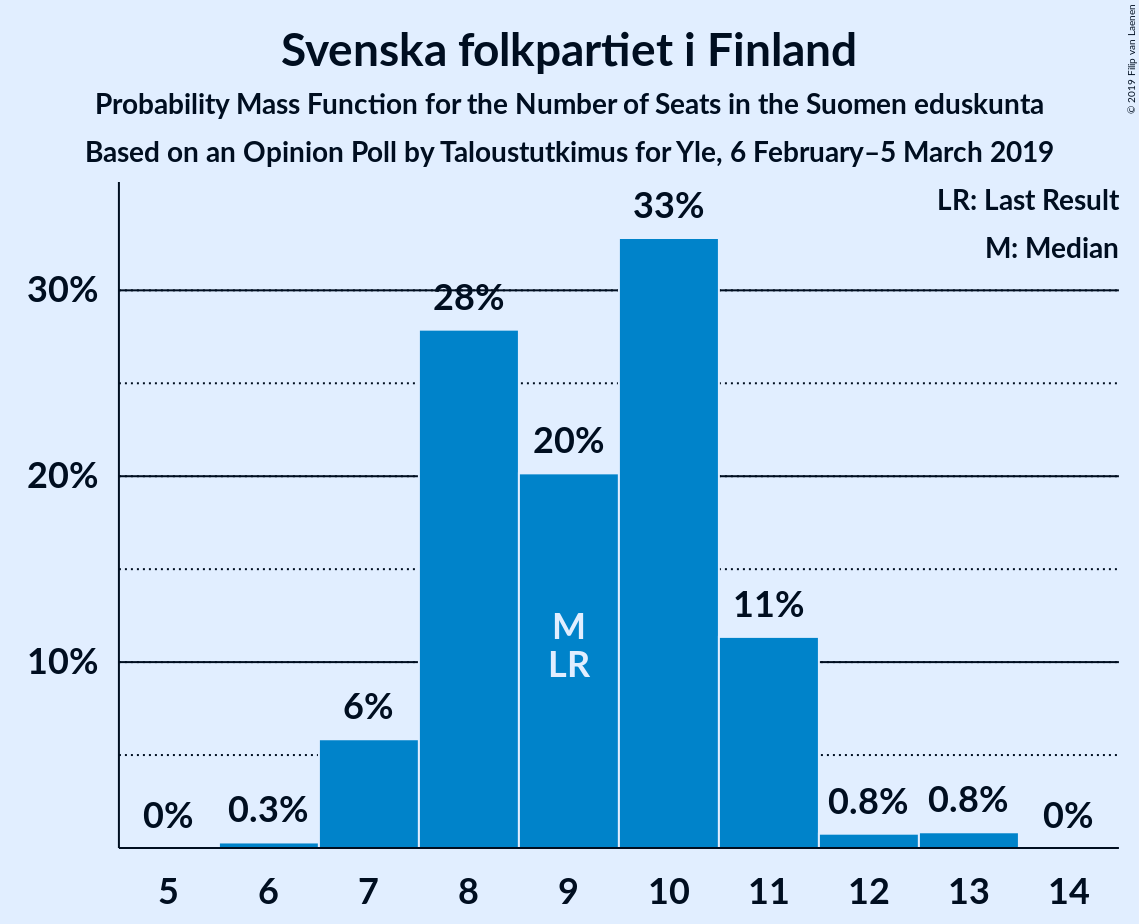 © 2019 Filip van Laenen
Svenska folkpartiet i Finland
Probability Mass Function for the Number of Seats in the Suomen eduskunta
Based on an Opinion Poll by Taloustutkimus for Yle, 6 February–5 March 2019
LR: Last Result
M: Median
30%
20%
10%
0%
0.3%
6%
28%
20%
33%
11%
0.8%
0.8%
0%
M
LR
5 6 7 8 9 10 11 12 13 14